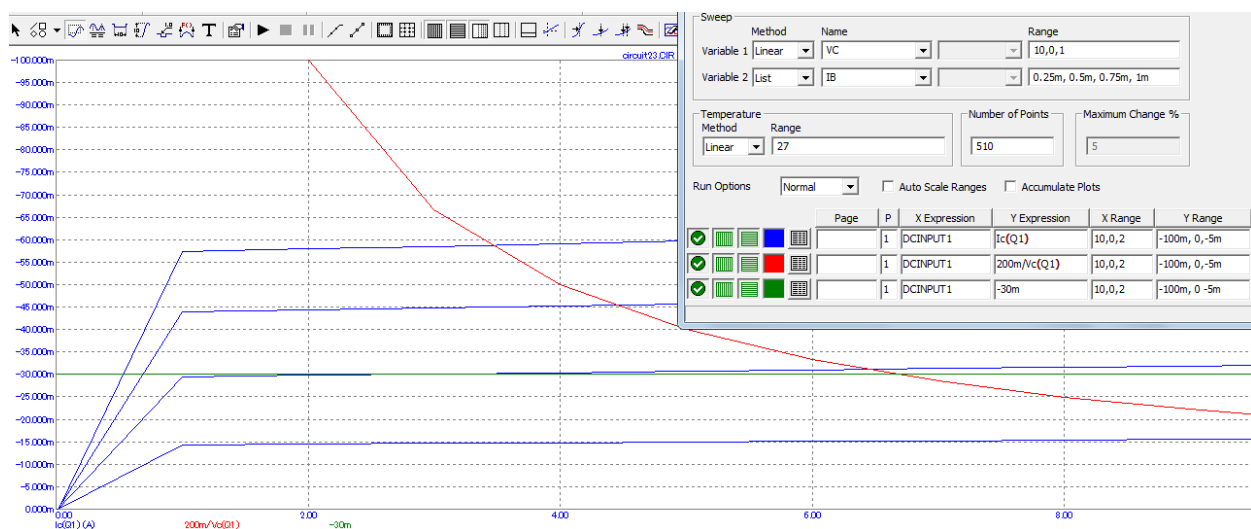 T
circuit23.CIR
Sweep
Method Name Range
Variable 1 Linear VC 10,0,1
Variable 2 List IB 0.25m, 0.5m, 0.75m, 1m
Temperature
Method Range
Linear 27
Number of Points
510
Maximum Change %
5
Run Options Normal Auto Scale Ranges Accumulate Plots
Page P X Expression Y Expression X Range Y Range
1 DCINPUT1 Ic(Q1) 10,0,2 -100m, 0,-5m
1 DCINPUT1 200m/Vc(Q1) 10,0,2 -100m, 0,-5m
1 DCINPUT1 -30m 10,0,2 -100m, 0 -5m
-100.000m
-95.000m
-90.000m
-85.000m
-80.000m
-75.000m
-70.000m
-65.000m
-60.000m
-55.000m
-50.000m
-45.000m
-40.000m
-35.000m
-30.000m
-25.000m
-20.000m
-15.000m
-10.000m
-5.000m
0.000m
0.00 2.00 4.00 6.00 8.00
Ic(Q1) (A) 200m/Vc(Q1) -30m